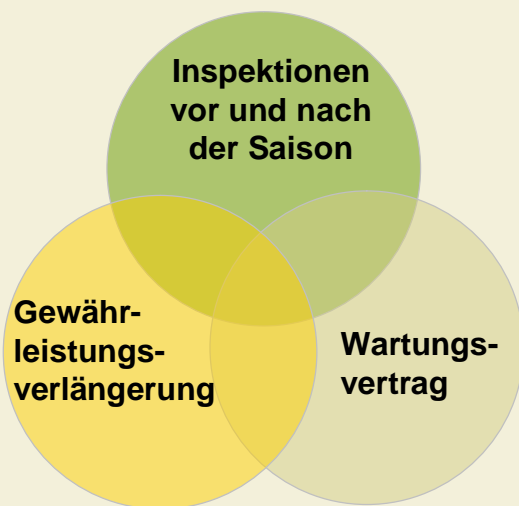 Inspektionen
vor und nach
der Saison
Gewähr-
leistungs-
verlängerung
Wartungs-
vertrag